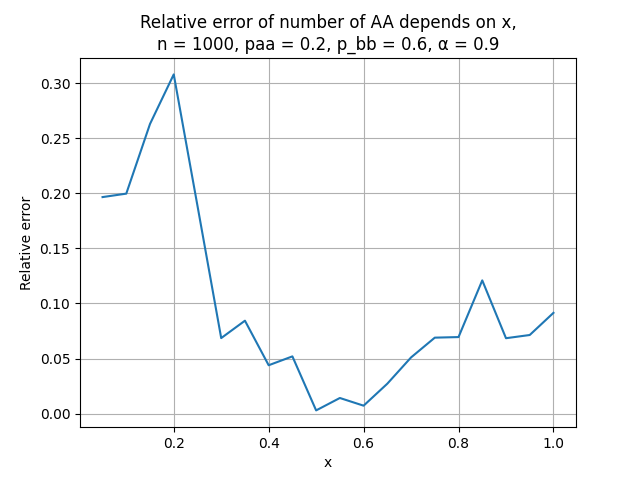 Relative error of number of AA depends on x,
n = 1000, paa = 0.2, p_bb = 0.6, α = 0.9
0.30
0.25
0.20
0.15
0.10
0.05
0.00
Relative error
0.2 0.4 0.6 0.8 1.0
x